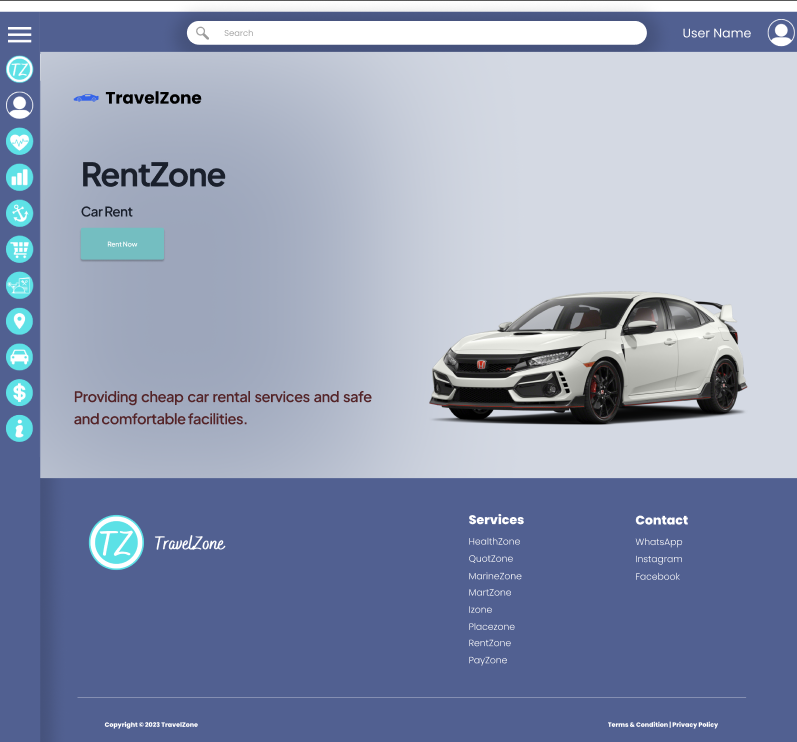 Search
User Name
TZ
TravelZone
RentZone
Car Rent
Rent Now
Providing cheap car rental services and safe
and comfortable facilities.
TZ
TravelZone
Services
HealthZone
QuotZone
MarineZone
MartZone
Izone
Placezone
RentZone
PayZone
Contact
WhatsApp
Instagram
Facebook
Copyright © 2023 TravelZone
Terms & Condition | Privacy Policy